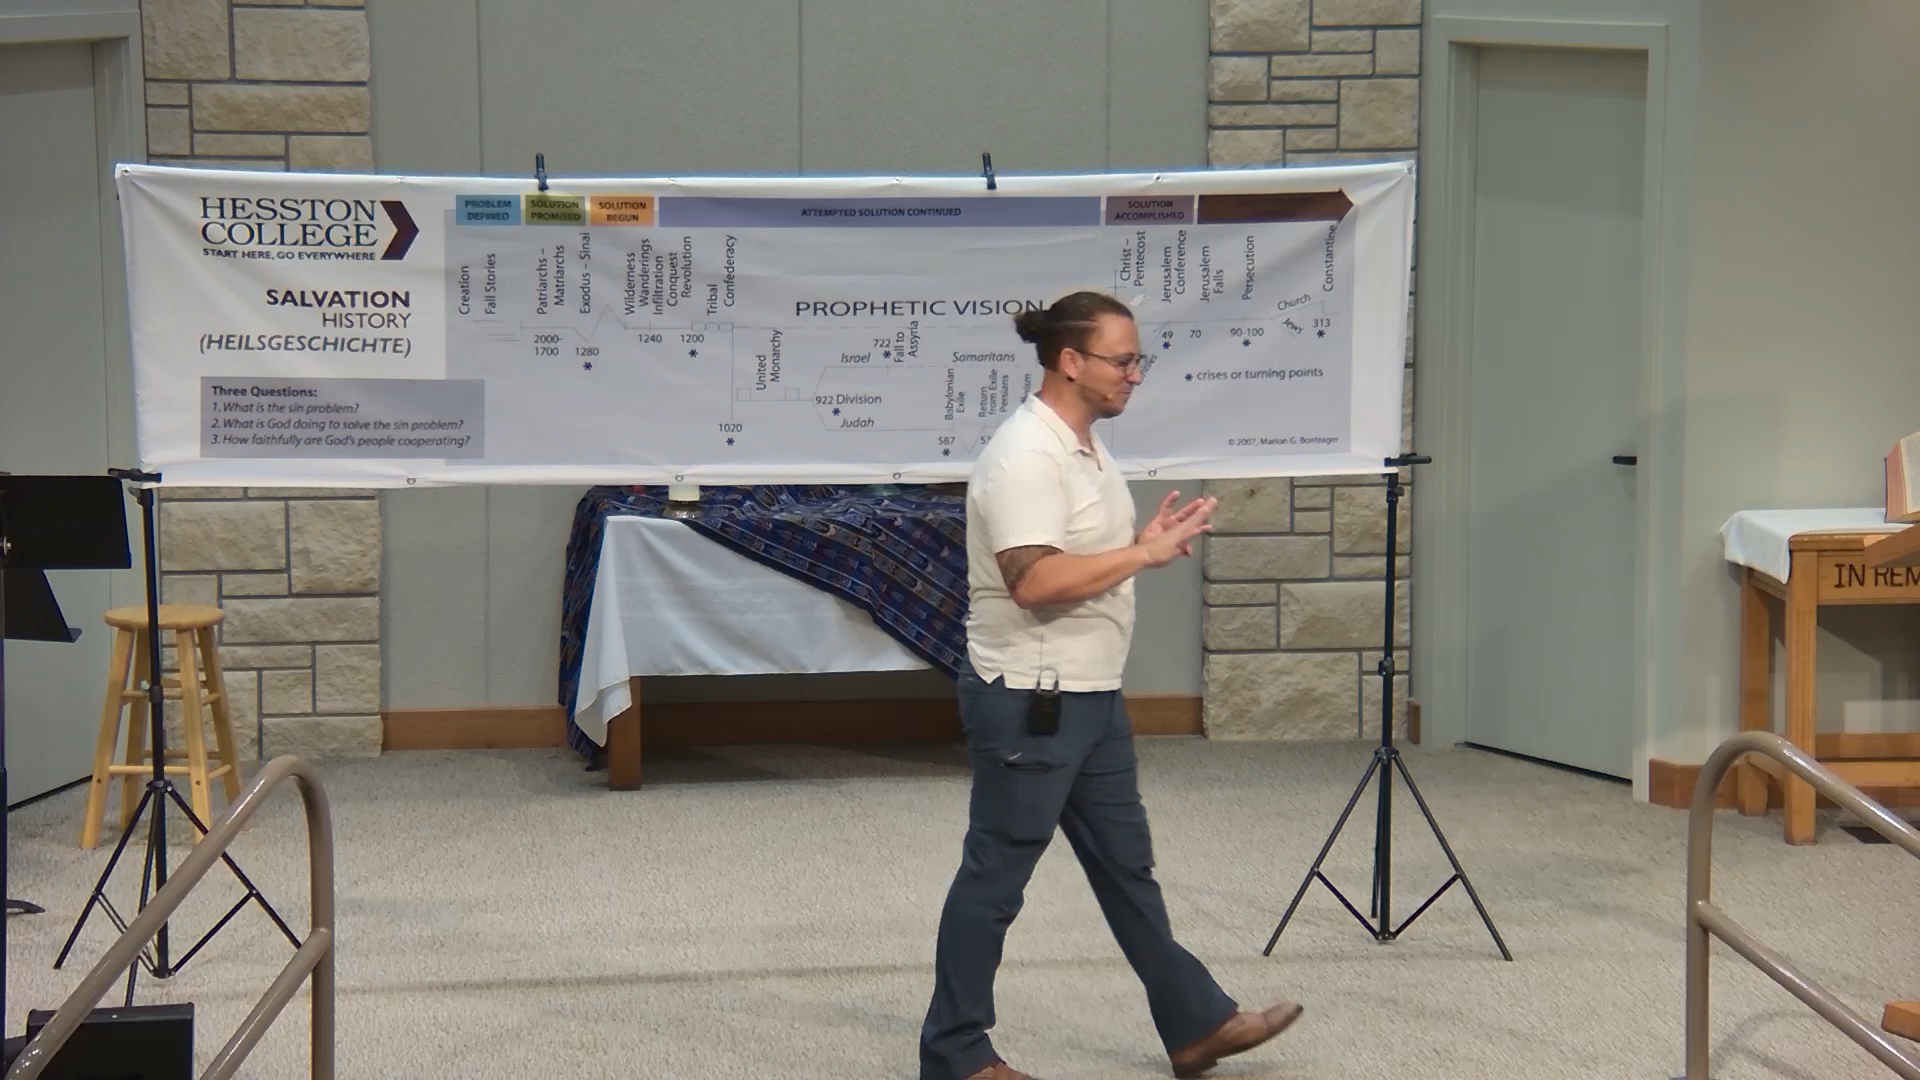 HESSTON
COLLEGE
START HERE, GO EVERYWHERE
SALVATION
HISTORY
(HEILSGESCHICHTE)
Three Questions:
1. What is the sin problem?
2. What is God doing to solve the sin problem?
3. How faithfully are God's people cooperating?
PROBLEM
DEFINED
SOLUTION
PROMISED
SOLUTION
BEGUN
ATTEMPTED SOLUTION CONTINUED
SOLUTION
ACCOMPLISHED
Creation
Fall Stories
Patriarchs –
Matriarchs
Exodus – Sinai
Wilderness
Wanderings
Infiltration
Conquest
Revolution
Tribal
Confederacy
PROPHETIC VISION
Christ –
Pentecost
Jerusalem
Conference
Jerusalem
Falls
Persecution
Constantine
Church
Jews
2000-
1700
1280
*
1240
1200
*
United
Monarchy
1020
*
922 Division
*
Israel
Judah
722
*
Fall to
Assyria
Samaritans
Babylonian
Exile
587
*
Return
from Exile
Persians
49
*
70
90-100
*
313
*
* crises or turning points
© 2007, Marion G. Bontrager
IN REM